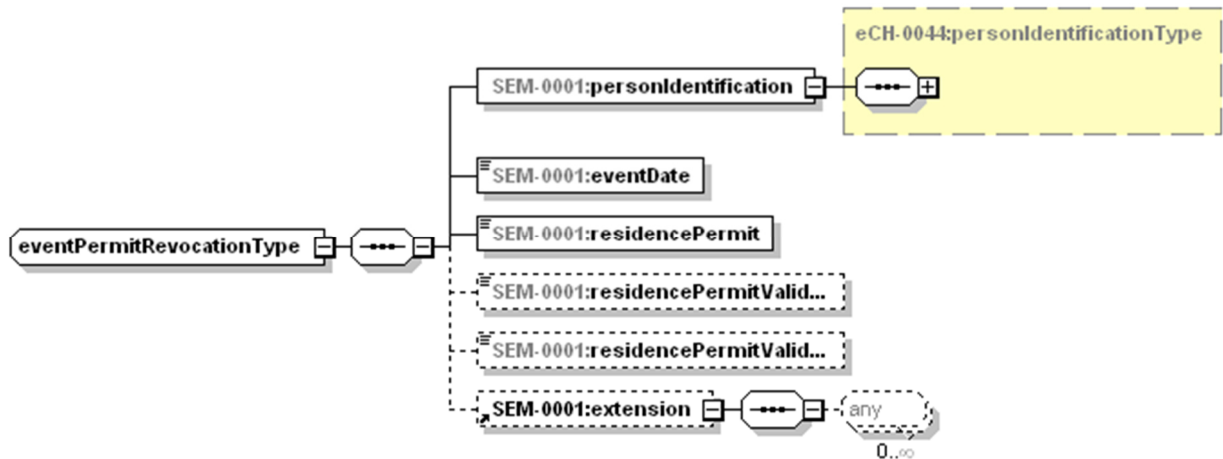 eCH-0044:personIdentificationType
SEM-0001:personIdentification
SEM-0001:eventDate
SEM-0001:residencePermit
eventPermitRevocationType
SEM-0001:residencePermitValid...
SEM-0001:residencePermitValid...
SEM-0001:extension
any
0..∞